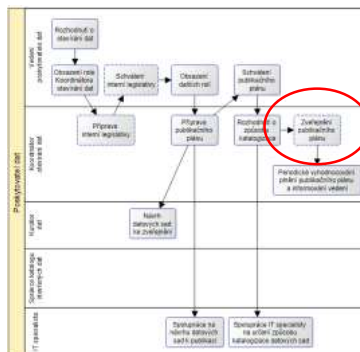 Poskytovatel dat
Vedení
poskytovatele dat
Rozhodnutí o
otevírání dat
Obsazení role
Koordinátora
otevírání dat
Schválení
interní legislativy
Obsazení
dalších rolí
Schválení
publikačního
plánu
Koordinátor
otevírání dat
Příprava
interní legislativy
Příprava
publikačního
plánu
Rozhodnutí o
způsobu
katalogizace
Zveřejnění
publikačního
plánu
Periodické vyhodnocování
plnění publikačního plánu
a informování vedení
Kurátor
dat
Návrh
datových sad
na zveřejnění
Správce katalogu
otevřených dat
IT specialista
Spolupráce na
návrhu datových
sad k publikaci
Spolupráce IT specialisty
na určení způsobu
katalogizace datových sad